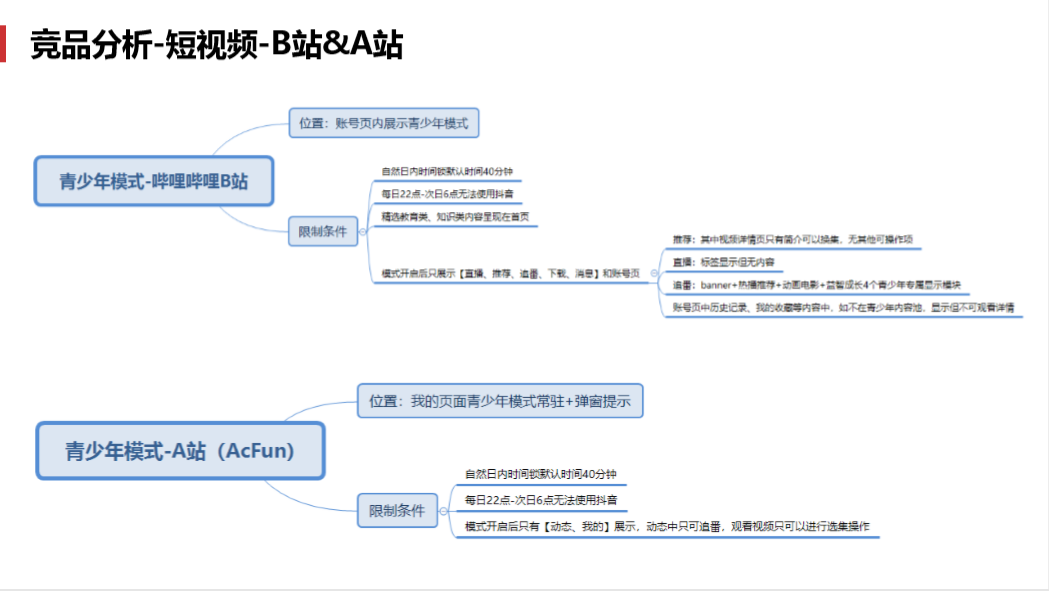 竞品分析-短视频-B站&A站
位置：账号页内展示青少年模式
青少年模式-哔哩哔哩B站
限制条件
自然日内时间锁默认时间40分钟
每日22点-次日6点无法使用抖音
精选教育类、知识类内容呈现在首页
模式开启后只展示【直播、推荐、追番、下载、消息】和账号页
推荐：其中视频详情页只有简介可以换集，无其他可操作项
直播：标签显示但无内容
追番：banner+热播推荐+动画电影+益智成长4个青少年专属显示模块
账号页中历史记录、我的收藏等内容中，如不在青少年内容池，显示但不可观看详情
位置：我的页面青少年模式常驻+弹窗提示
青少年模式-A站（AcFun）
限制条件
自然日内时间锁默认时间40分钟
每日22点-次日6点无法使用抖音
模式开启后只有【动态、我的】展示，动态中只可追番，观看视频只可以进行选集操作